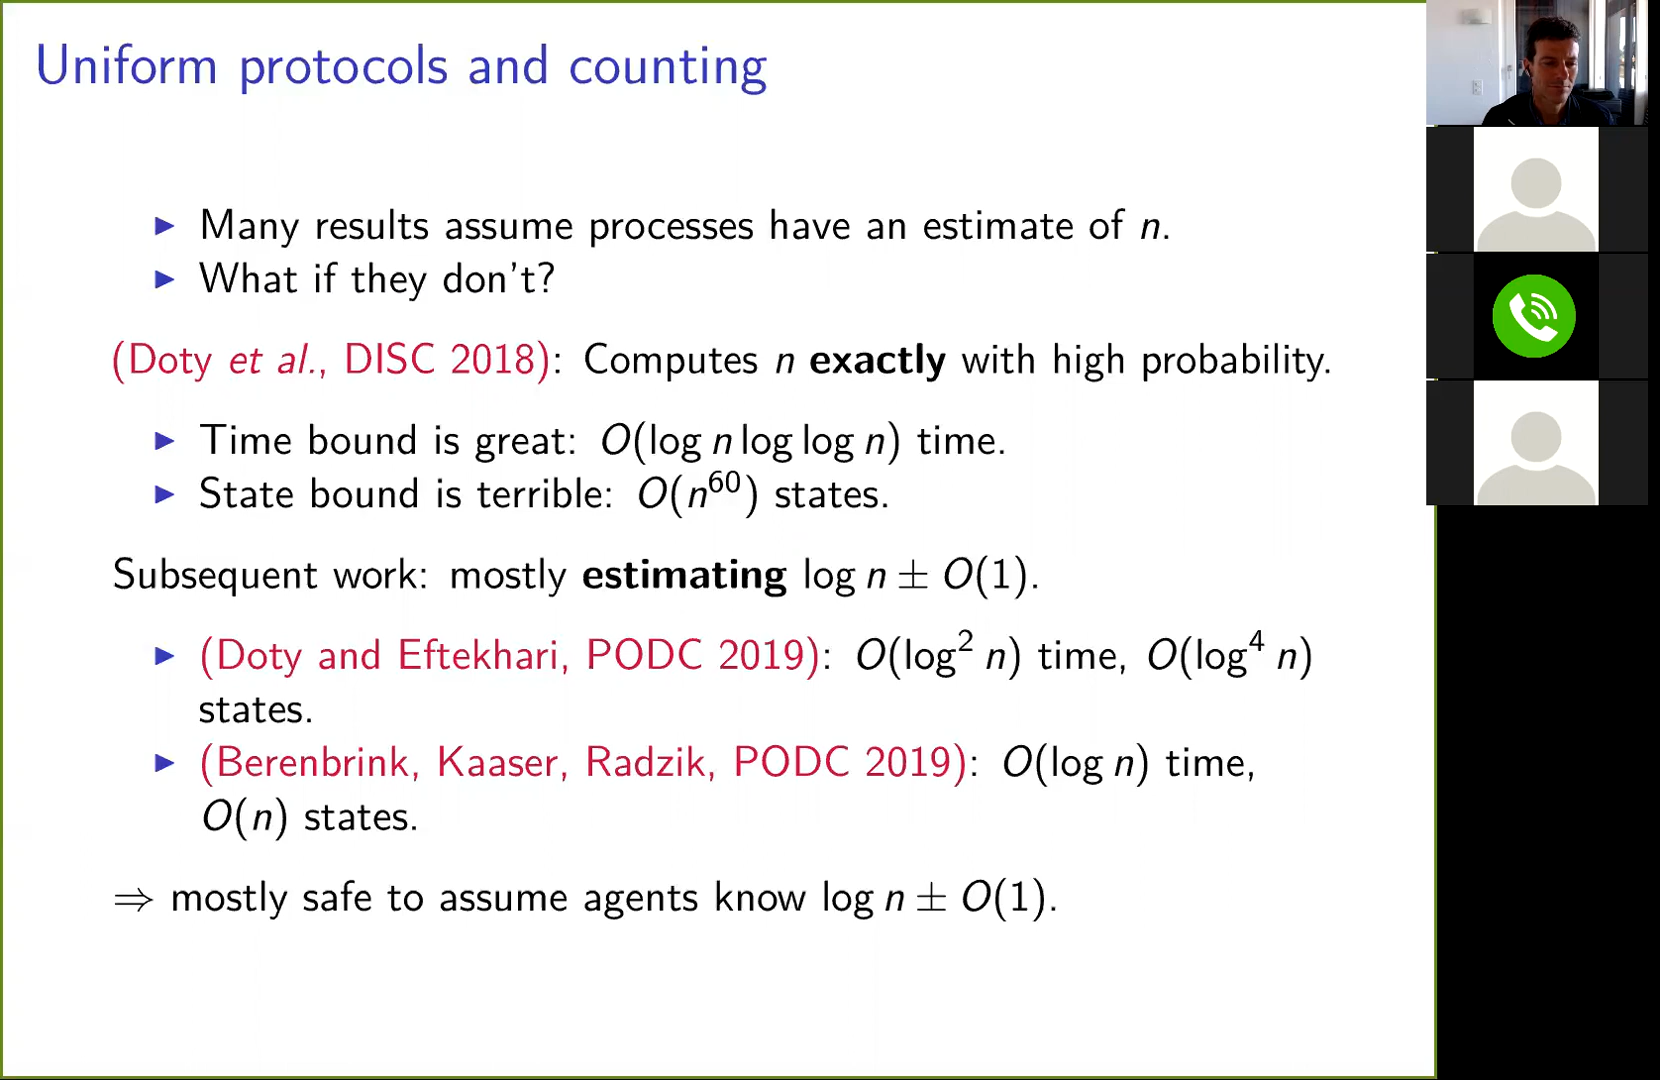 Uniform protocols and counting
▶ Many results assume processes have an estimate of n.
▶ What if they don't?
(Doty et al., DISC 2018): Computes n exactly with high probability.
▶ Time bound is great: O(log n log log n) time.
▶ State bound is terrible: O(n⁶⁰) states.
Subsequent work: mostly estimating log n ± O(1).
▶ (Doty and Eftekhari, PODC 2019): O(log² n) time, O(log⁴ n)
states.
▶ (Berenbrink, Kaaser, Radzik, PODC 2019): O(log n) time,
O(n) states.
⇒ mostly safe to assume agents know log n ± O(1).